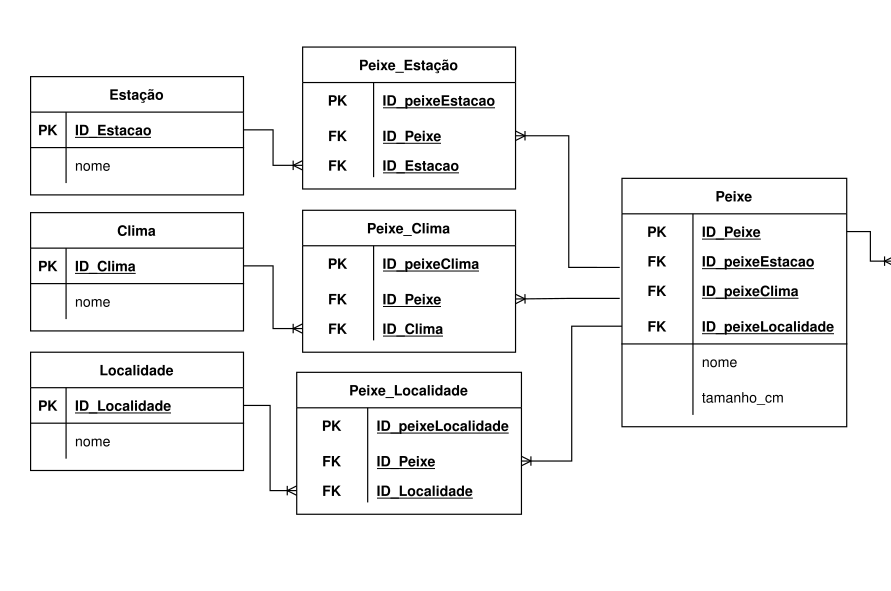 Estação
PK ID_Estacao
nome
Peixe_Estação
PK ID_peixeEstacao
FK ID_Peixe
FK ID_Estacao
Clima
PK ID_Clima
nome
Peixe_Clima
PK ID_peixeClima
FK ID_Peixe
FK ID_Clima
Localidade
PK ID_Localidade
nome
Peixe_Localidade
PK ID_peixeLocalidade
FK ID_Peixe
FK ID_Localidade
Peixe
PK ID_Peixe
FK ID_peixeEstacao
FK ID_peixeClima
FK ID_peixeLocalidade
nome
tamanho_cm